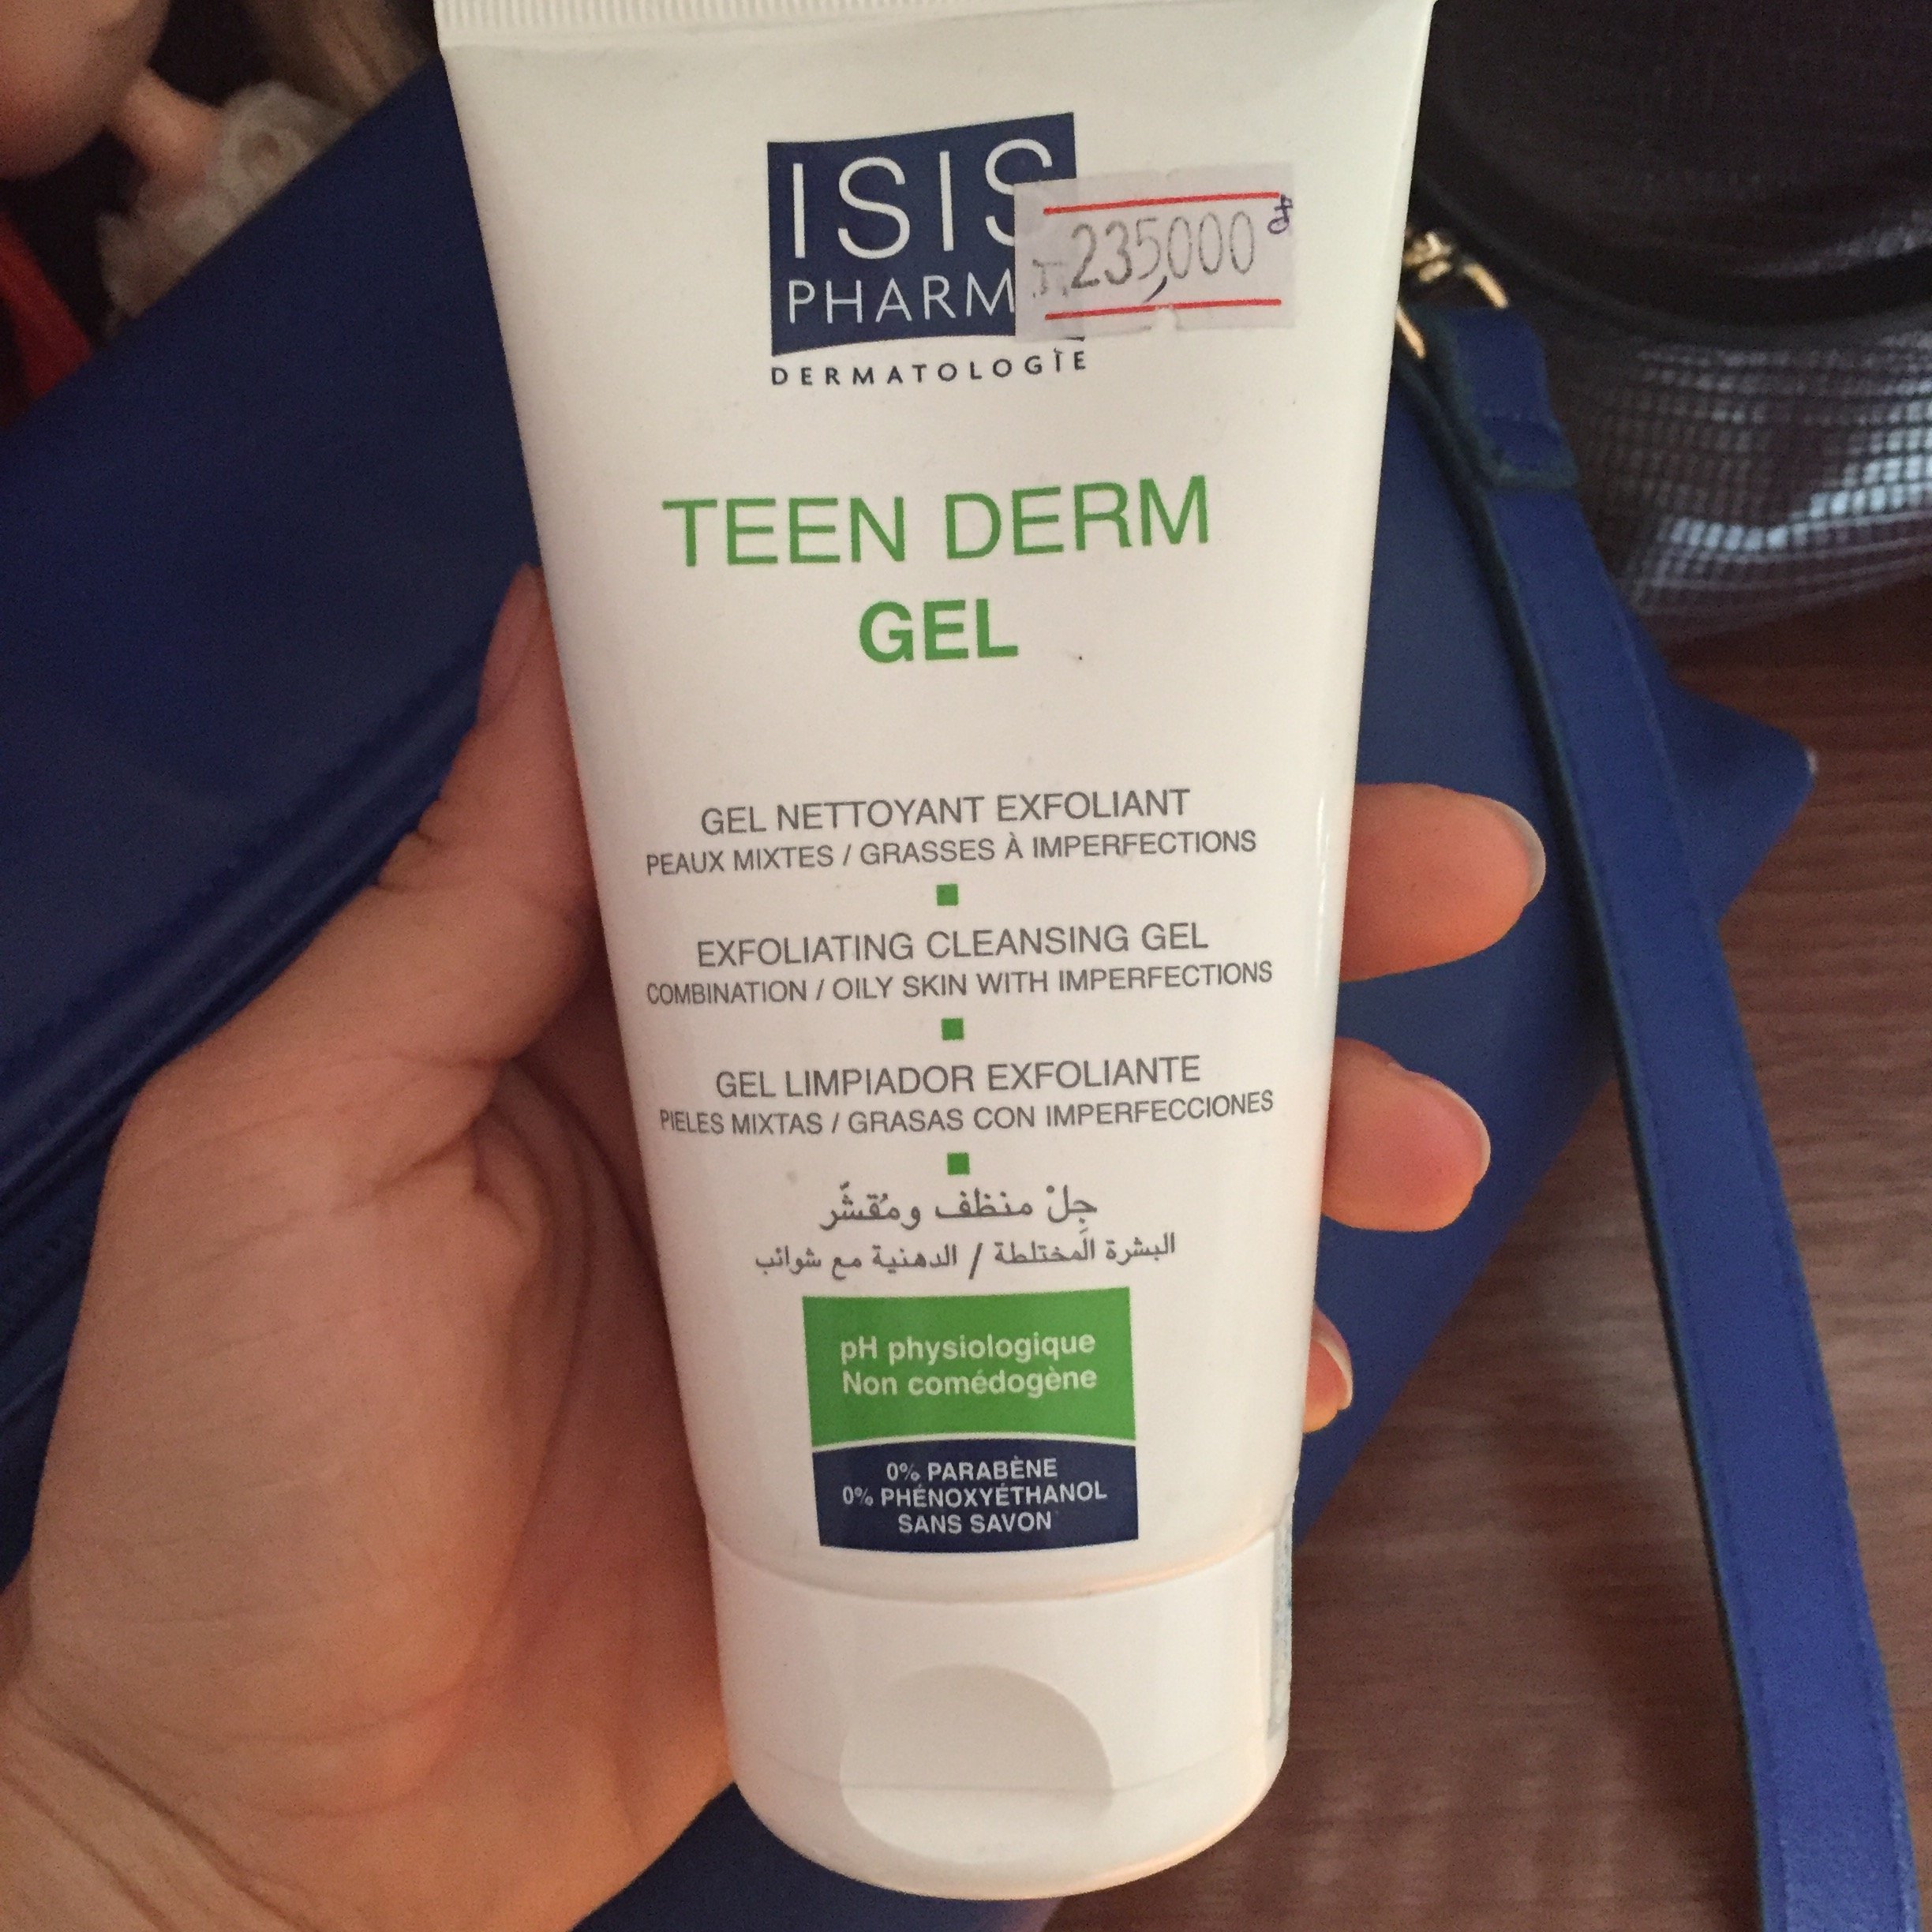 ISIS
PHARM
DERMATOLOGIE
T. 235,000
TEEN DERM
GEL
GEL NETTOYANT EXFOLIANT
PEAUX MIXTES / GRASSES À IMPERFECTIONS
EXFOLIATING CLEANSING GEL
COMBINATION / OILY SKIN WITH IMPERFECTIONS
GEL LIMPIADOR EXFOLIANTE
PIELES MIXTAS / GRASAS CON IMPERFECCIONES
جِلْ منظف ومُقشّر
البشرة المختلطة / الدهنية مع شوائب
pH physiologique
Non comédogène
0% PARABÈNE
0% PHÉNOXYÉTHANOL
SANS SAVON